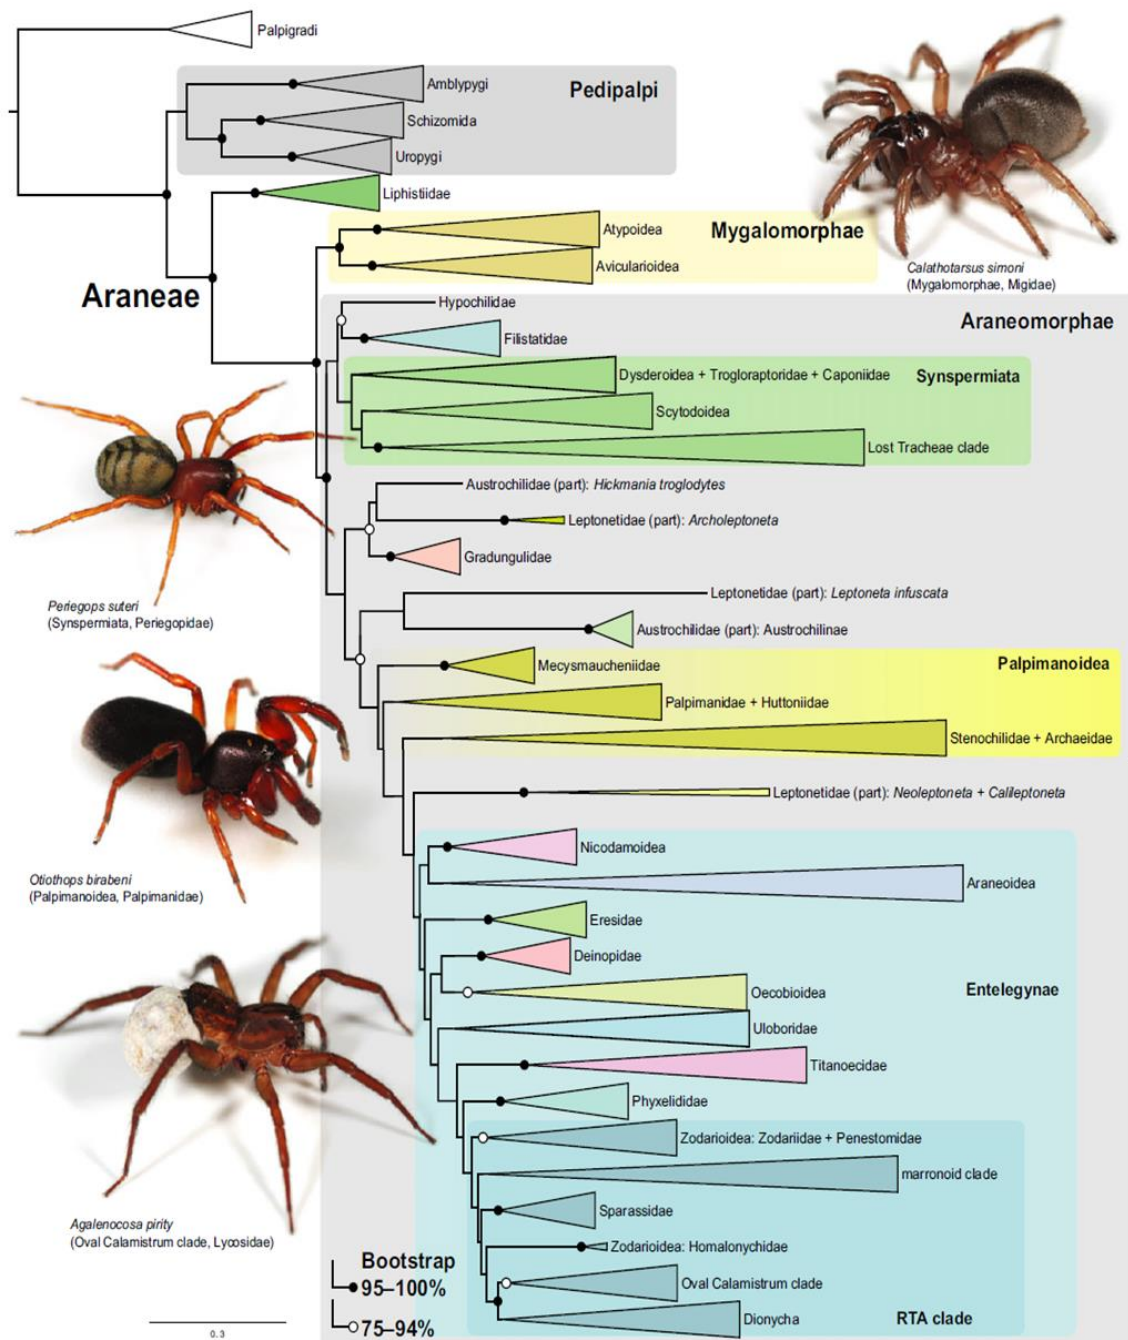 Palpigradi
Amblypygi
Pedipalpi
Schizomida
Uropygi
Liphistiidae
Atypoidea
Mygalomorphae
Avicularioidea
Calathotarsus simoni
(Mygalomorphae, Migidae)
Araneae
Hypochilidae
Araneomorphae
Filistatidae
Dysderoidea + Trogloraptoridae + Caponiidae
Synspermiata
Scytodoidea
Lost Tracheae clade
Austrochilidae (part): Hickmania troglodytes
Leptonetidae (part): Archoleptoneta
Gradungulidae
Leptonetidae (part): Leptoneta infuscata
Periegops suteri
(Synspermiata, Periegopidae)
Austrochilidae (part): Austrochilinae
Mecysmaucheniidae
Palpimanoidea
Palpimanidae + Huttoniidae
Stenochilidae + Archaeidae
Leptonetidae (part): Neoleptoneta + Calileptoneta
Nicodamoidea
Otiothops birabeni
(Palpimanoidea, Palpimanidae)
Araneoidea
Eresidae
Deinopidae
Oecobioidea
Entelegynae
Uloboridae
Titanoecidae
Phyxelididae
Zodarioidea: Zodariidae + Penestomidae
marronoid clade
Sparassidae
Agalenocosa pirity
(Oval Calamistrum clade, Lycosidae)
Zodarioidea: Homalonychidae
Oval Calamistrum clade
Dionycha
RTA clade
Bootstrap
95–100%
75–94%
0.3